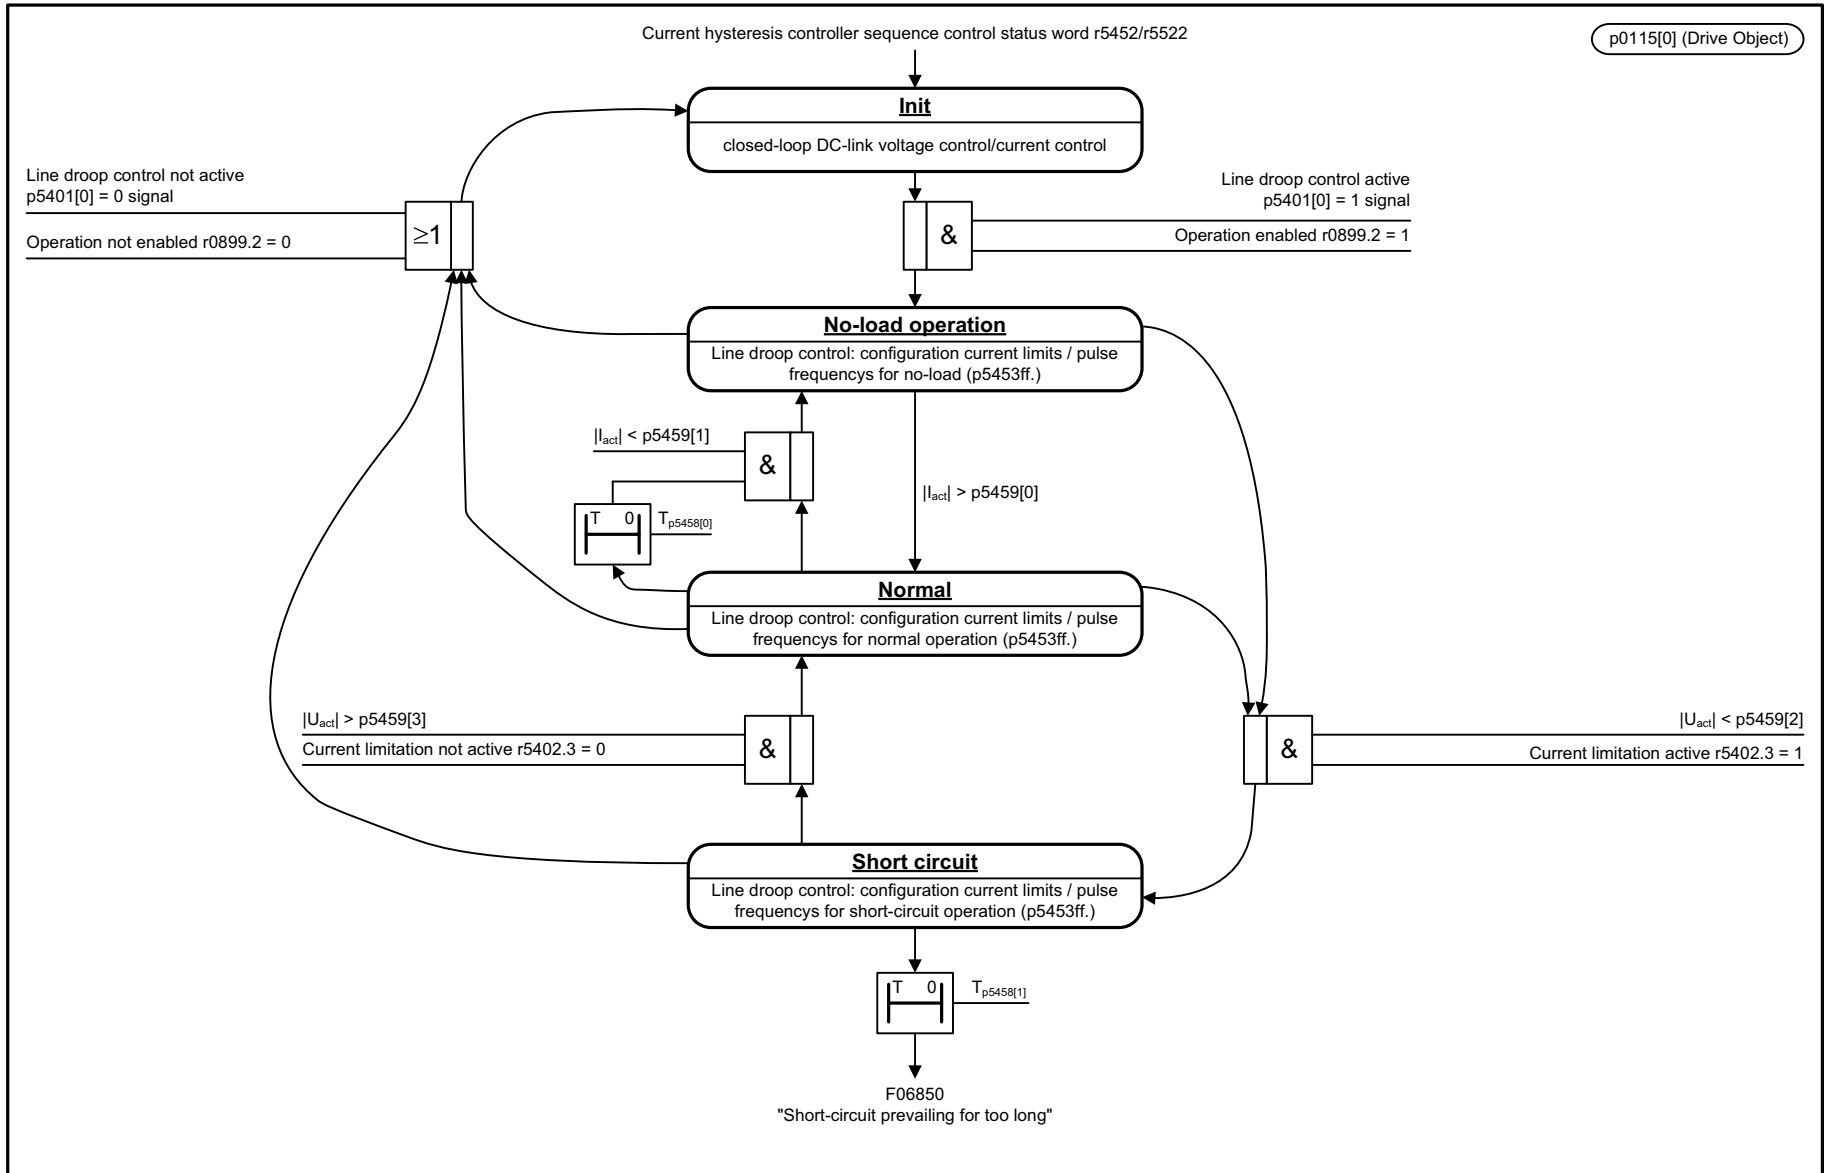 Current hysteresis controller sequence control status word r5452/r5522
p0115[0] (Drive Object)
Init
closed-loop DC-link voltage control/current control
Line droop control not active
p5401[0] = 0 signal
Operation not enabled r0899.2 = 0
≥1
Line droop control active
p5401[0] = 1 signal
Operation enabled r0899.2 = 1
&
No-load operation
Line droop control: configuration current limits / pulse
frequencys for no-load (p5453ff.)
|Iact| < p5459[1]
&
|Iact| > p5459[0]
T 0
Tp5458[0]
Normal
Line droop control: configuration current limits / pulse
frequencys for normal operation (p5453ff.)
|Uact| > p5459[3]
Current limitation not active r5402.3 = 0
&
&
|Uact| < p5459[2]
Current limitation active r5402.3 = 1
Short circuit
Line droop control: configuration current limits / pulse
frequencys for short-circuit operation (p5453ff.)
T 0
Tp5458[1]
F06850
"Short-circuit prevailing for too long"